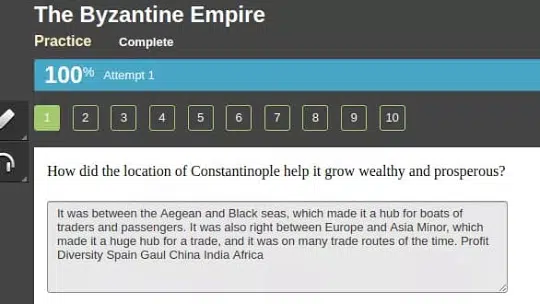 The Byzantine Empire
Practice Complete
100% Attempt 1
1 2 3 4 5 6 7 8 9 10
How did the location of Constantinople help it grow wealthy and prosperous?
It was between the Aegean and Black seas, which made it a hub for boats of
traders and passengers. It was also right between Europe and Asia Minor, which
made it a huge hub for a trade, and it was on many trade routes of the time. Profit
Diversity Spain Gaul China India Africa